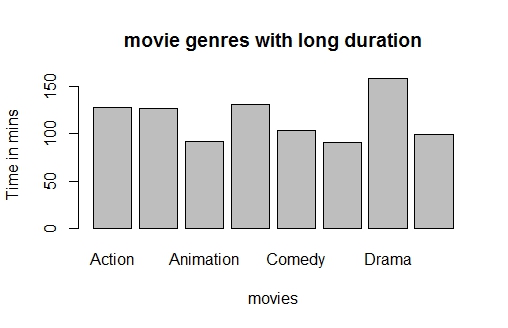 movie genres with long duration
Time in mins
150
100
50
0
Action Animation Comedy Drama
movies